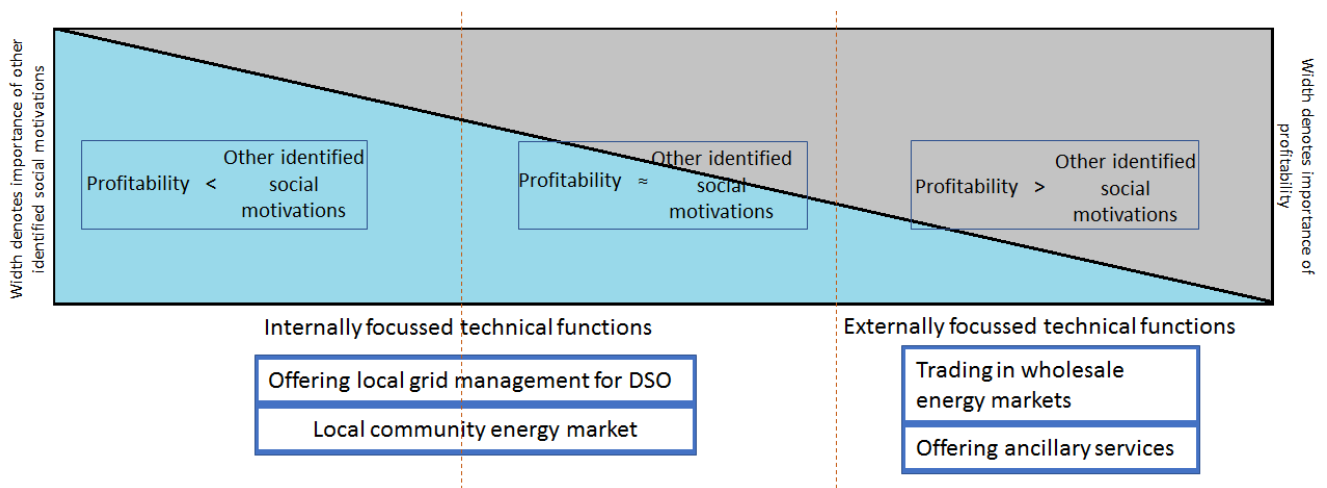 Width denotes importance of other
identified social motivations
Profitability < Other identified
social
motivations
Profitability ≈ Other identified
social
motivations
Profitability > Other identified
social
motivations
Width denotes importance of
profitability
Internally focussed technical functions
Offering local grid management for DSO
Local community energy market
Externally focussed technical functions
Trading in wholesale
energy markets
Offering ancillary services